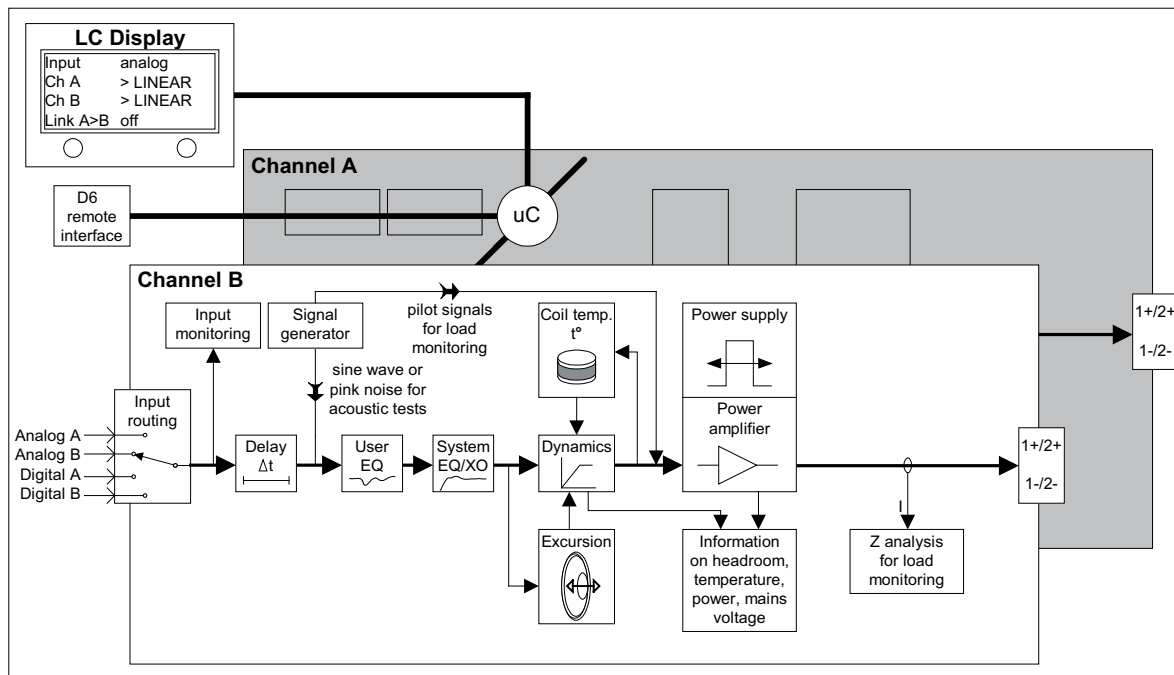 LC Display
Input analog
Ch A > LINEAR
Ch B > LINEAR
Link A>B off
Channel A
D6
remote
interface
uC
Channel B
Input
monitoring
Signal
generator
pilot signals
for load
monitoring
Coil temp.
t°
Power supply
1+/2+
1-/2-
sine wave or
pink noise for
acoustic tests
Input
routing
Analog A
Analog B
Digital A
Digital B
Delay
Δt
User
EQ
System
EQ/XO
Dynamics
Power
amplifier
1+/2+
1-/2-
I
Excursion
Information
on headroom,
temperature,
power, mains
voltage
Z analysis
for load
monitoring